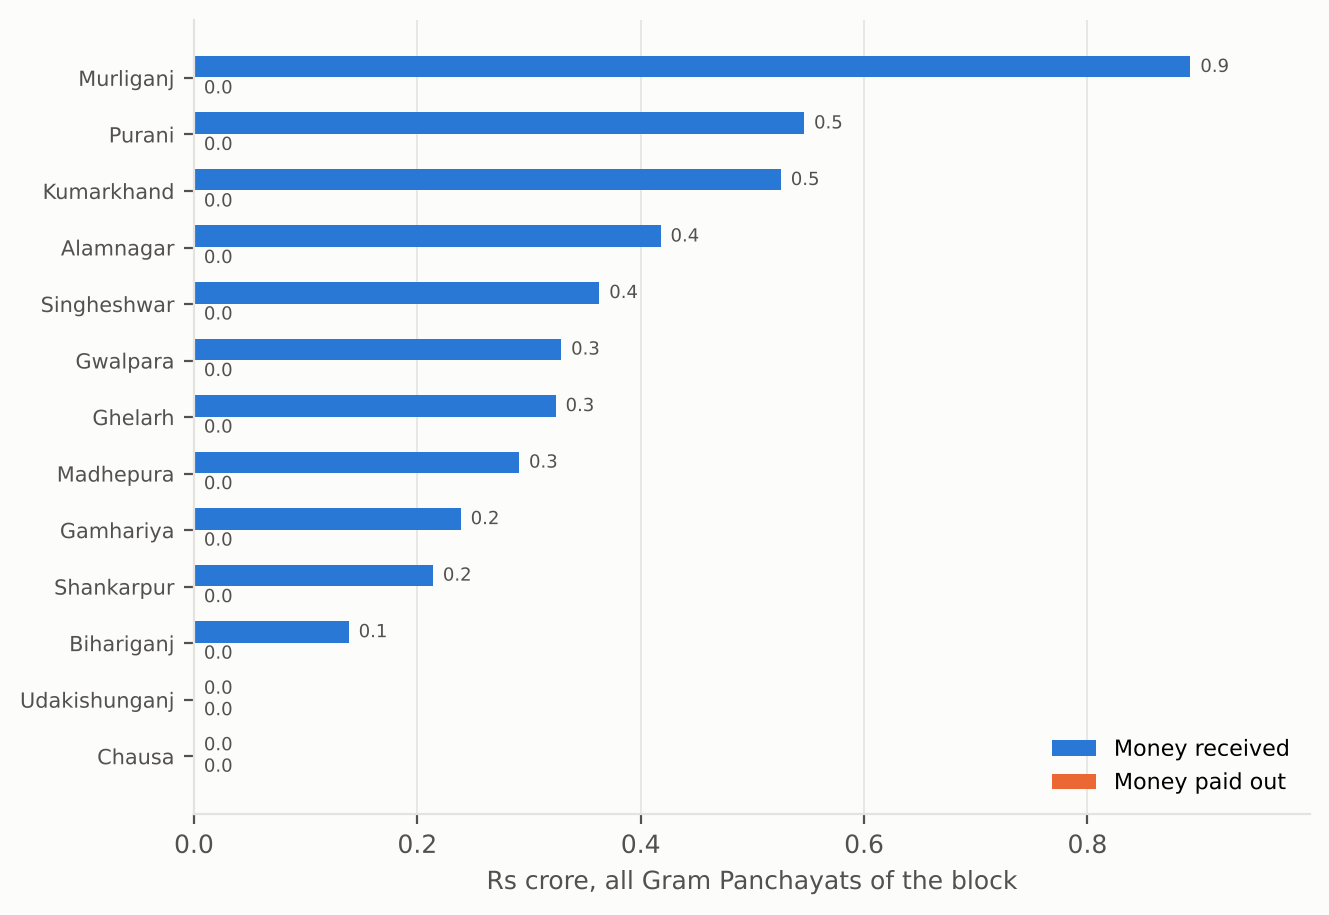 Murliganj 0.9
0.0
Purani 0.5
0.0
Kumarkhand 0.5
0.0
Alamnagar 0.4
0.0
Singheshwar 0.4
0.0
Gwalpara 0.3
0.0
Ghelarh 0.3
0.0
Madhepura 0.3
0.0
Gamhariya 0.2
0.0
Shankarpur 0.2
0.0
Bihariganj 0.1
0.0
Udakishunganj 0.0
0.0
Chausa 0.0
0.0
Money received
Money paid out
0.0 0.2 0.4 0.6 0.8
Rs crore, all Gram Panchayats of the block